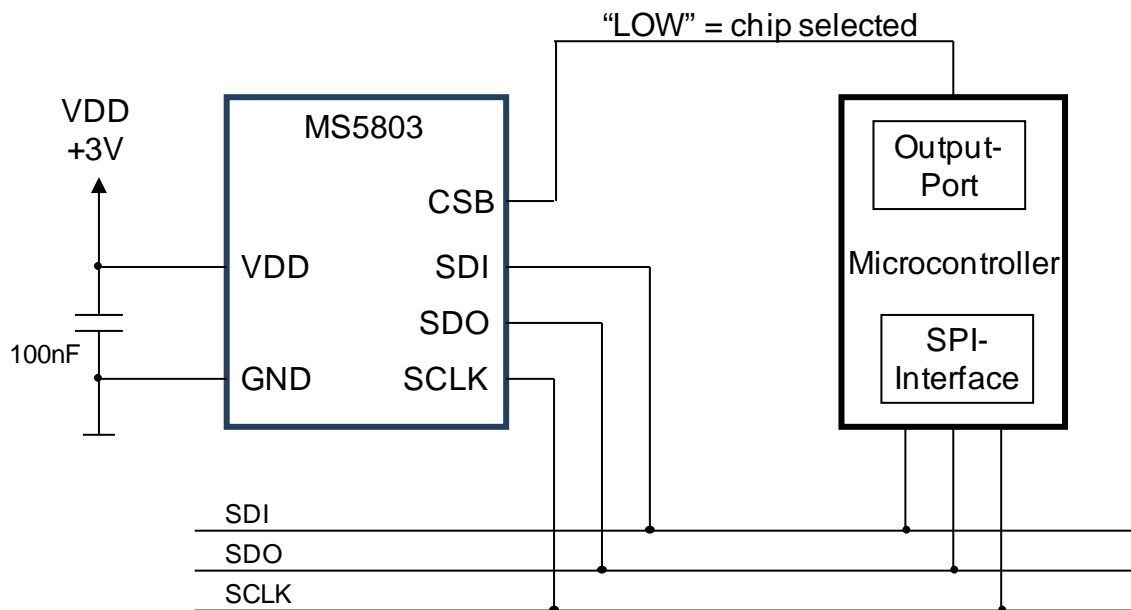 “LOW” = chip selected
VDD
+3V
100nF
MS5803
CSB
VDD
SDI
SDO
GND
SCLK
Output-
Port
Microcontroller
SPI-
Interface
SDI
SDO
SCLK